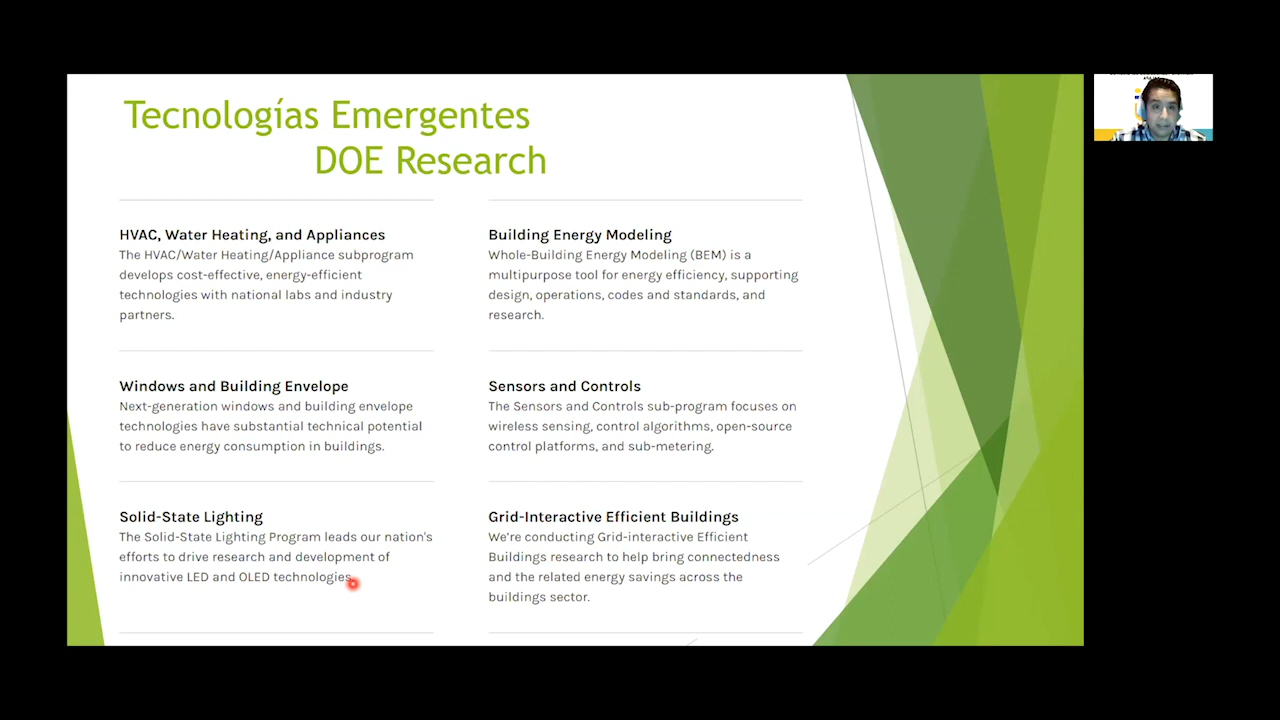 Tecnologías Emergentes
DOE Research
HVAC, Water Heating, and Appliances
The HVAC/Water Heating/Appliance subprogram
develops cost-effective, energy-efficient
technologies with national labs and industry
partners.
Windows and Building Envelope
Next-generation windows and building envelope
technologies have substantial technical potential
to reduce energy consumption in buildings.
Solid-State Lighting
The Solid-State Lighting Program leads our nation's
efforts to drive research and development of
innovative LED and OLED technologies.
Building Energy Modeling
Whole-Building Energy Modeling (BEM) is a
multipurpose tool for energy efficiency, supporting
design, operations, codes and standards, and
research.
Sensors and Controls
The Sensors and Controls sub-program focuses on
wireless sensing, control algorithms, open-source
control platforms, and sub-metering.
Grid-Interactive Efficient Buildings
We're conducting Grid-interactive Efficient
Buildings research to help bring connectedness
and the related energy savings across the
buildings sector.